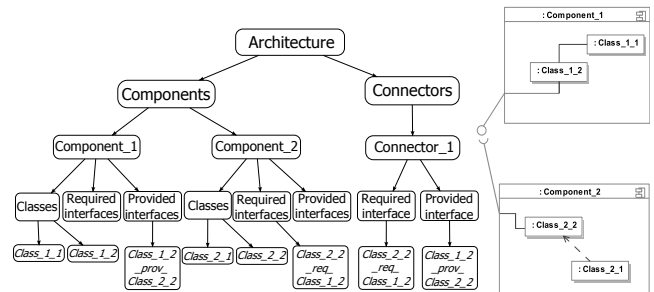 Architecture
Components
Connectors
Component_1
Component_2
Connector_1
Classes
Required
interfaces
Provided
interfaces
Classes
Required
interfaces
Provided
interfaces
Required
interface
Provided
interface
Class_1_1
Class_1_2
Class_1_2
_prov_
Class_2_2
Class_2_1
Class_2_2
Class_2_2
_req_
Class_1_2
Class_2_2
_req_
Class_1_2
Class_1_2
_prov_
Class_2_2
: Component_1
: Class_1_1
: Class_1_2
: Component_2
: Class_2_2
: Class_2_1